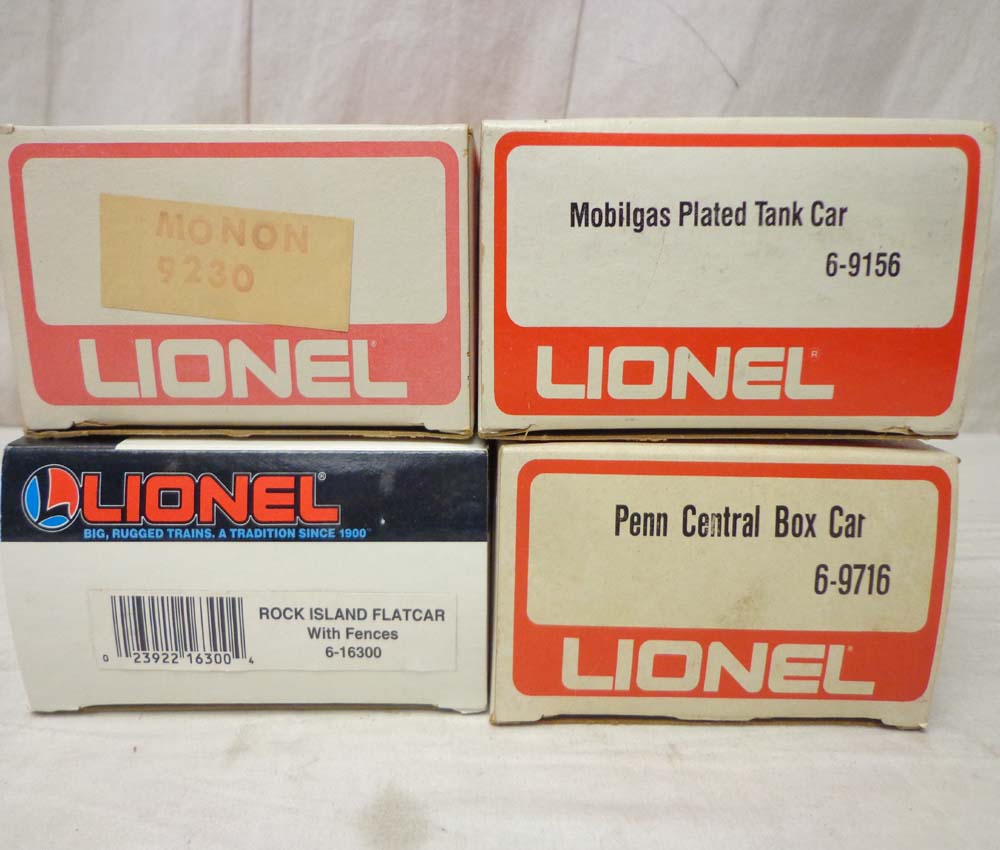 MONON
9230
LIONEL
Mobilgas Plated Tank Car
6-9156
LIONEL®
LIONEL®
BIG, RUGGED TRAINS. A TRADITION SINCE 1900™
ROCK ISLAND FLATCAR
With Fences
6-16300
0 23922 16300 4
Penn Central Box Car
6-9716
LIONEL